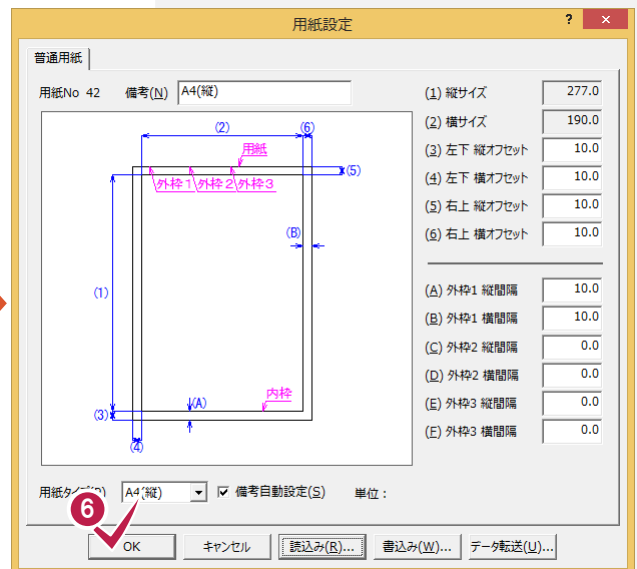 用紙設定
? ×
普通用紙
用紙No 42 備考(N) A4(縦)
(1) 縦サイズ 277.0
(2) 横サイズ 190.0
(3) 左下 縦オフセット 10.0
(4) 左下 横オフセット 10.0
(5) 右上 縦オフセット 10.0
(6) 右上 横オフセット 10.0
(A) 外枠1 縦間隔 10.0
(B) 外枠1 横間隔 10.0
(C) 外枠2 縦間隔 0.0
(D) 外枠2 横間隔 0.0
(E) 外枠3 縦間隔 0.0
(F) 外枠3 横間隔 0.0
(2) (6)
用紙
(5)
外枠1 外枠2 外枠3
(B)
(1)
内枠
(A)
(3)
(4)
用紙タイプ(P) A4(縦) 備考自動設定(S) 単位：
6
OK キャンセル 読込み(R)... 書込み(W)... データ転送(U)...